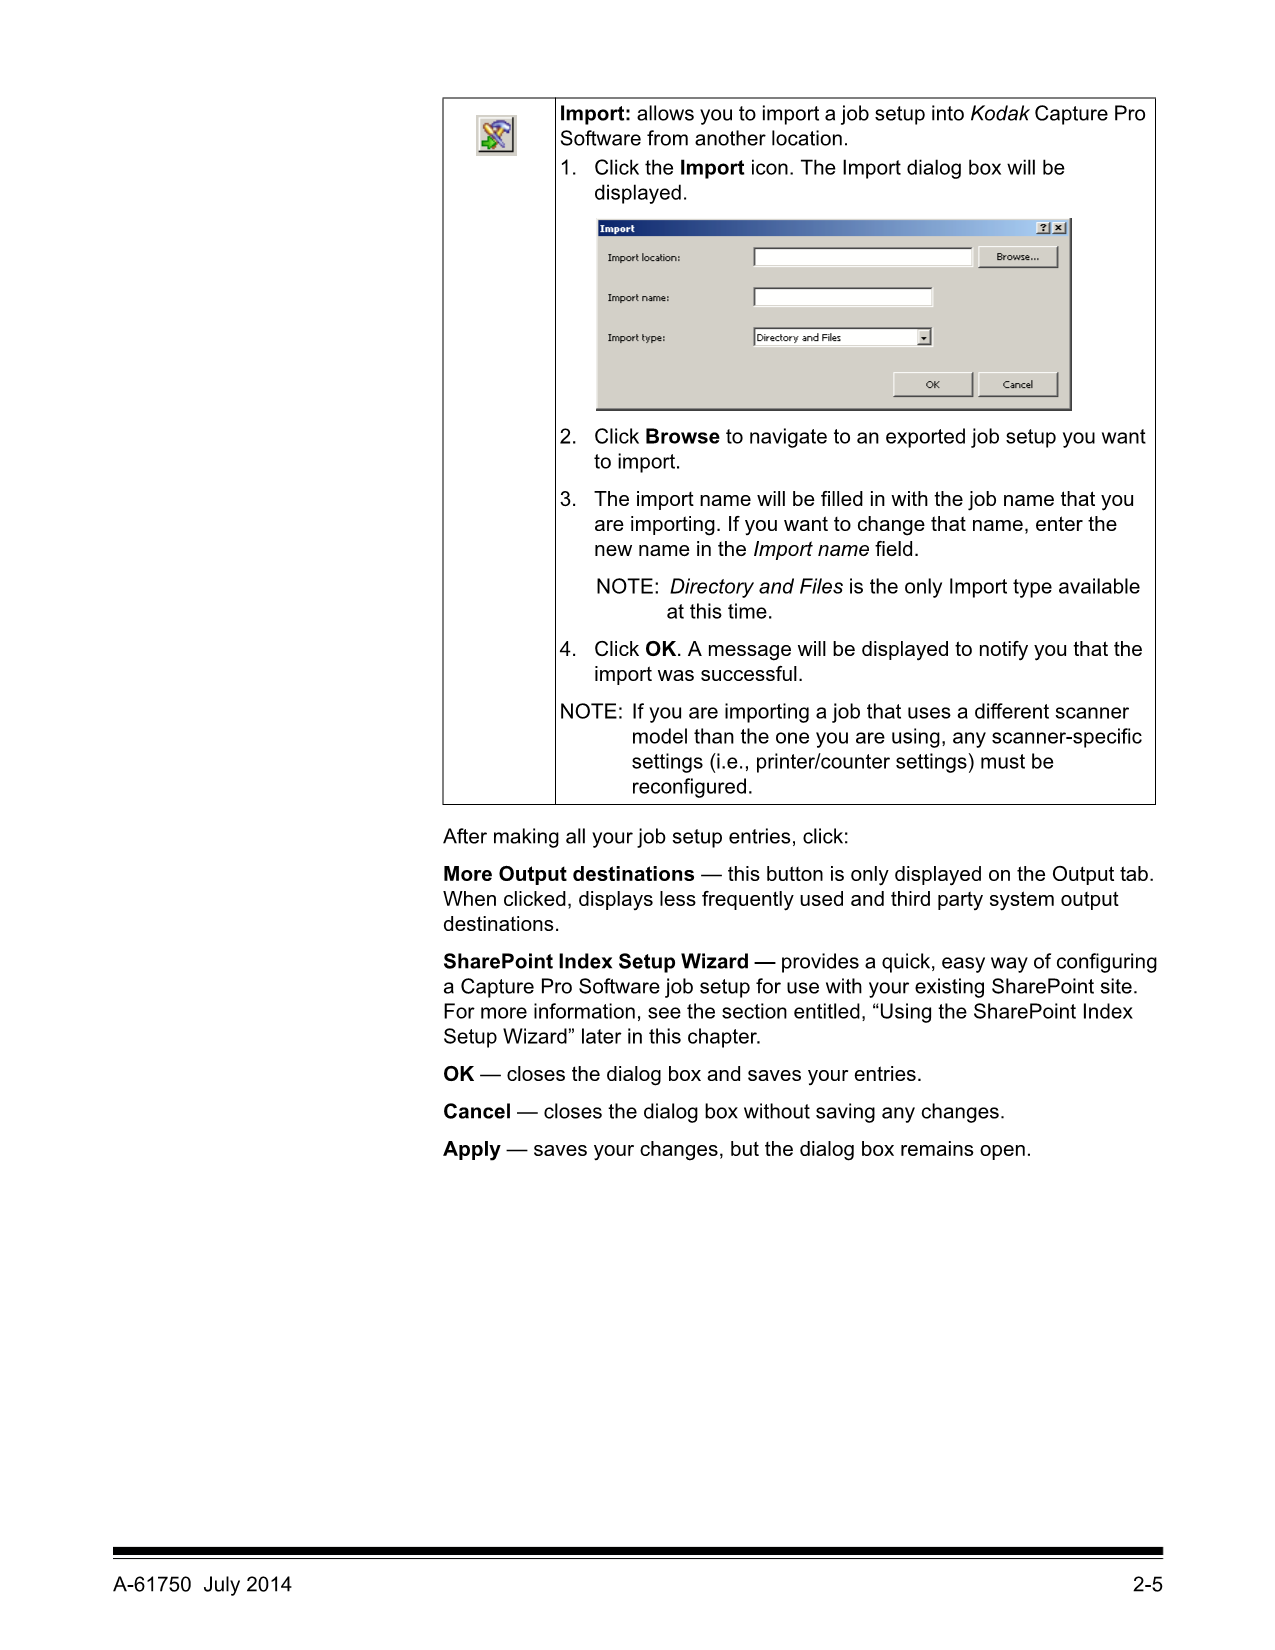 Import: allows you to import a job setup into Kodak Capture Pro
Software from another location.
1. Click the Import icon. The Import dialog box will be
displayed.
Import
Import location:
Browse...
Import name:
Import type:
Directory and Files
OK
Cancel
2. Click Browse to navigate to an exported job setup you want
to import.
3. The import name will be filled in with the job name that you
are importing. If you want to change that name, enter the
new name in the Import name field.
NOTE: Directory and Files is the only Import type available
at this time.
4. Click OK. A message will be displayed to notify you that the
import was successful.
NOTE: If you are importing a job that uses a different scanner
model than the one you are using, any scanner-specific
settings (i.e., printer/counter settings) must be
reconfigured.
After making all your job setup entries, click:
More Output destinations — this button is only displayed on the Output tab.
When clicked, displays less frequently used and third party system output
destinations.
SharePoint Index Setup Wizard — provides a quick, easy way of configuring
a Capture Pro Software job setup for use with your existing SharePoint site.
For more information, see the section entitled, “Using the SharePoint Index
Setup Wizard” later in this chapter.
OK — closes the dialog box and saves your entries.
Cancel — closes the dialog box without saving any changes.
Apply — saves your changes, but the dialog box remains open.
A-61750 July 2014
2-5